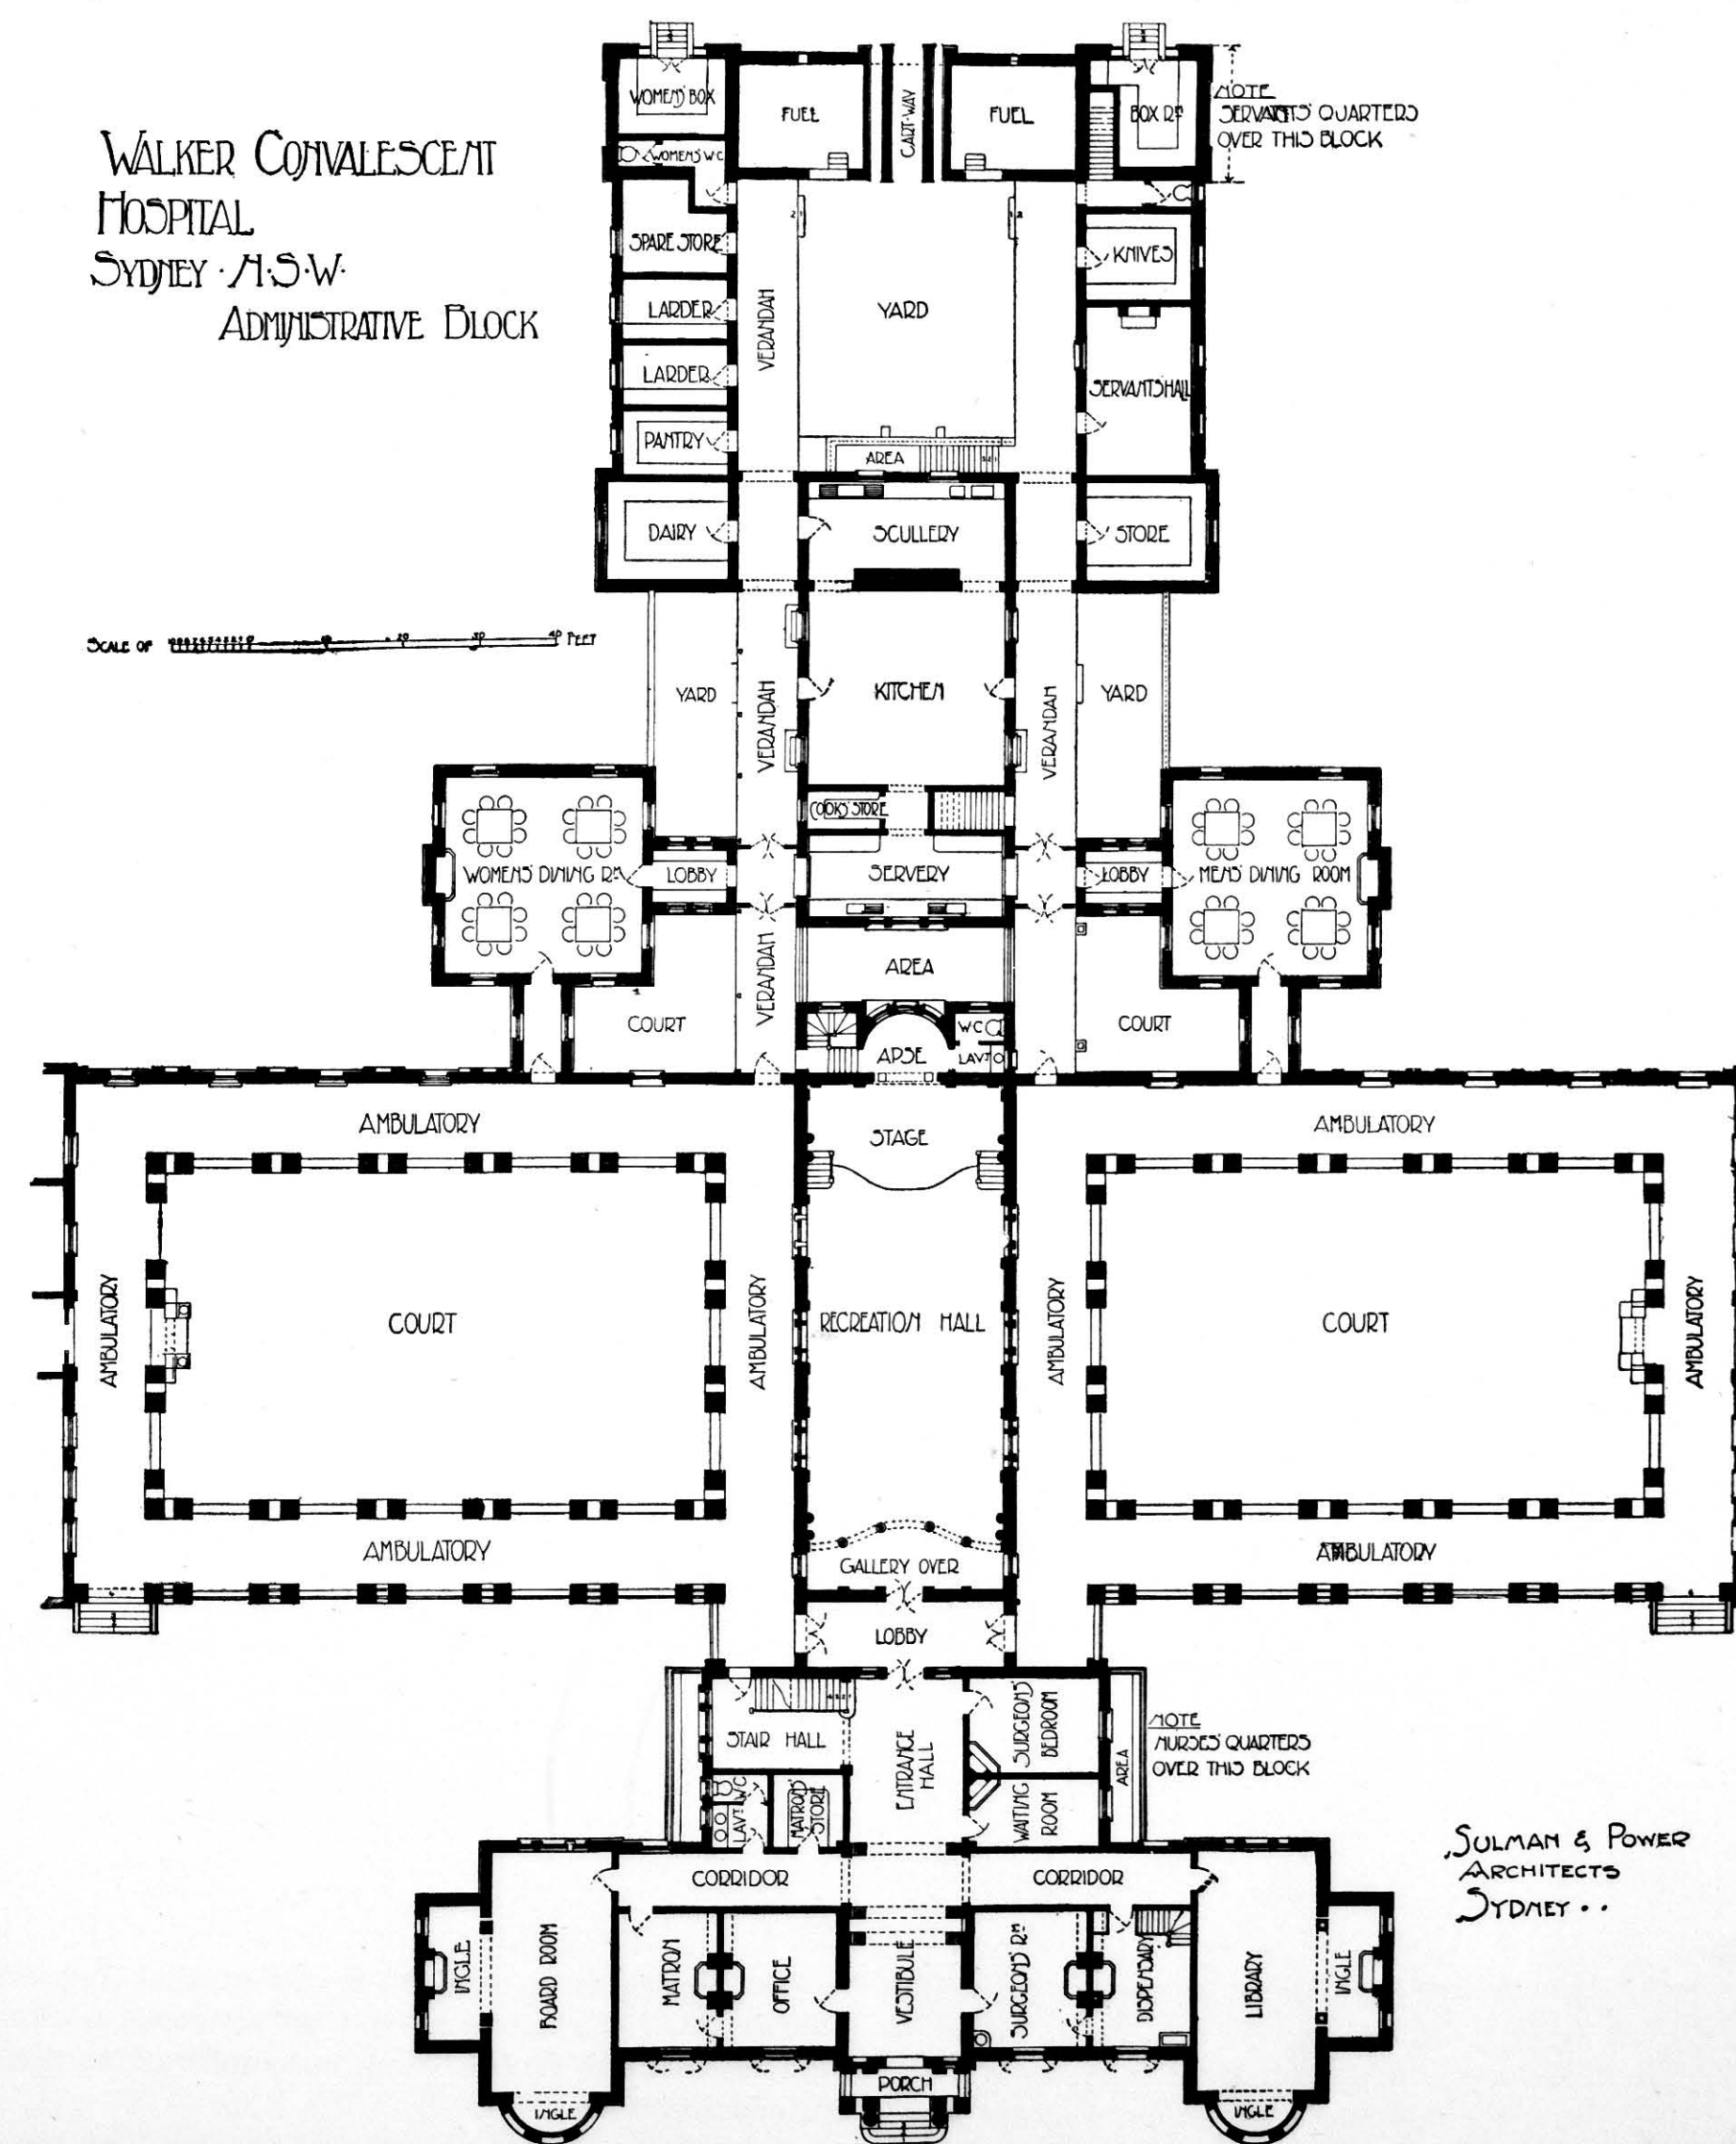 WALKER CONVALESCENT
HOSPITAL
SYDNEY · N·S·W·
ADMINISTRATIVE BLOCK
WOMENS' BOX
FUEL
CART-WAY
FUEL
BOX RM
NOTE
SERVANTS' QUARTERS
OVER THIS BLOCK
WOMENS' W.C.
SPARE STORE
KNIVES
LARDER
VERANDAH
YARD
LARDER
SERVANTS HALL
PANTRY
AREA
DAIRY
SCULLERY
STORE
SCALE OF
20
30
40 FEET
YARD
VERANDAH
KITCHEN
VERANDAH
YARD
COOKS' STORE
WOMENS' DINING RM
LOBBY
SERVERY
LOBBY
MENS' DINING ROOM
VERANDAH
AREA
COURT
APSE
WC
LAVT
COURT
AMBULATORY
STAGE
AMBULATORY
AMBULATORY
COURT
AMBULATORY
RECREATION HALL
AMBULATORY
COURT
AMBULATORY
AMBULATORY
GALLERY OVER
AMBULATORY
LOBBY
STAIR HALL
ENTRANCE
HALL
SURGEONS'
BEDROOM
AREA
NOTE
NURSES' QUARTERS
OVER THIS BLOCK
WC
LAVT
MATRONS'
STORE
WAITING
ROOM
CORRIDOR
CORRIDOR
SULMAN & POWER
ARCHITECTS
SYDNEY · ·
INGLE
BOARD ROOM
MATRON
OFFICE
VESTIBULE
SURGEONS' RM
DISPENSARY
LIBRARY
INGLE
INGLE
PORCH
INGLE